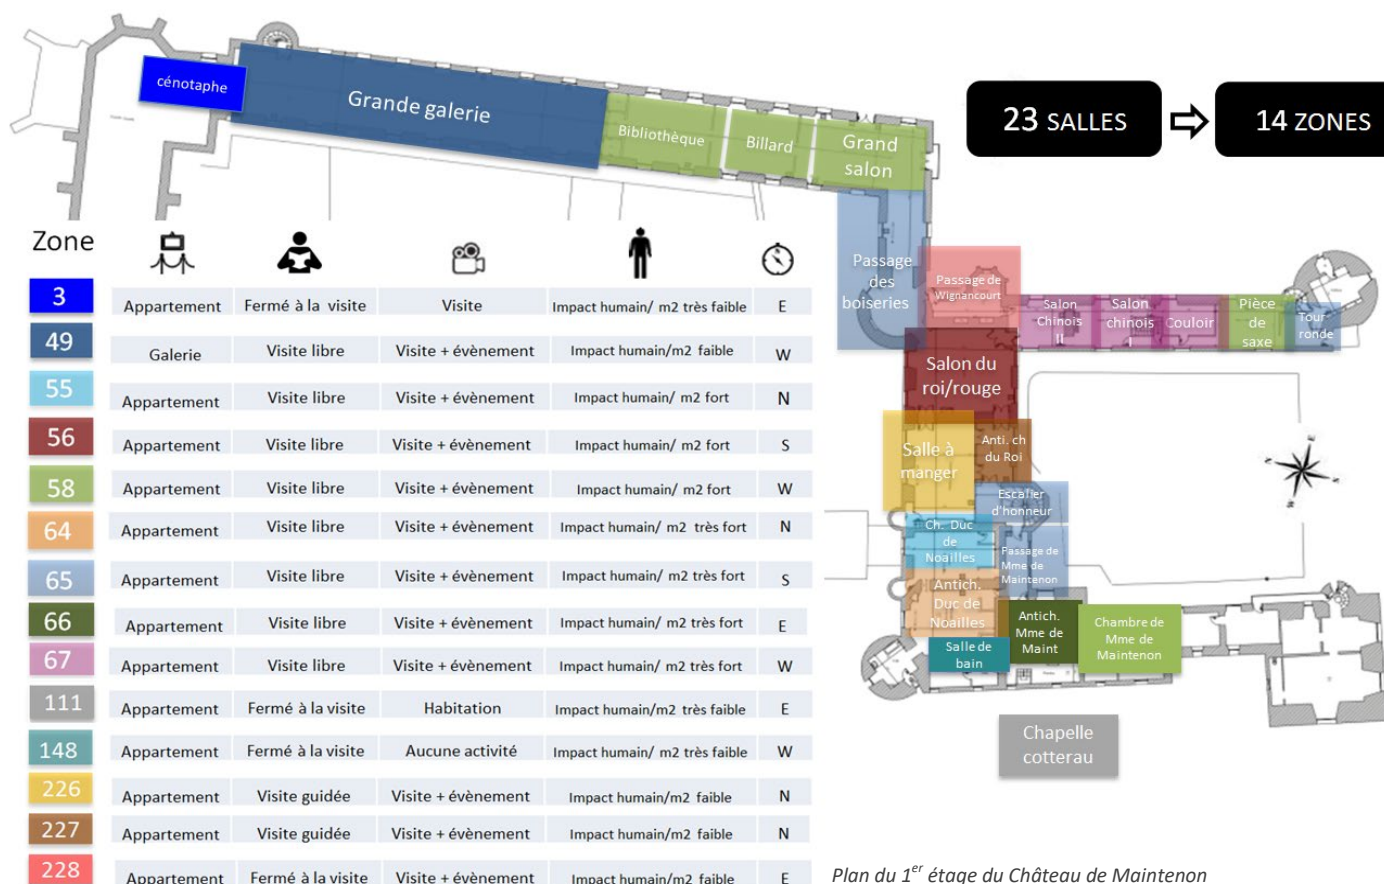 cénotaphe
Grande galerie
Bibliothèque
Billard
Grand
salon
23 SALLES
14 ZONES
Passage
des
boiseries
Passage de
Wignancourt
Salon
Chinois
II
Salon
chinois
I
Couloir
Pièce
de
saxe
Tour
ronde
Salon du
roi/rouge
Salle à
manger
Anti. ch
du Roi
Escalier
d'honneur
Ch. Duc
de
Noailles
Passage de
Mme de
Maintenon
Antich.
Duc de
Noailles
Antich.
Mme de
Maint
Chambre de
Mme de
Maintenon
Salle de
bain
Chapelle
cotterau
Zone
3 Appartement Fermé à la visite Visite Impact humain/ m2 très faible E
49 Galerie Visite libre Visite + évènement Impact humain/m2 faible W
55 Appartement Visite libre Visite + évènement Impact humain/ m2 fort N
56 Appartement Visite libre Visite + évènement Impact humain/ m2 fort S
58 Appartement Visite libre Visite + évènement Impact humain/ m2 fort W
64 Appartement Visite libre Visite + évènement Impact humain/ m2 très fort N
65 Appartement Visite libre Visite + évènement Impact humain/ m2 très fort S
66 Appartement Visite libre Visite + évènement Impact humain/ m2 très fort E
67 Appartement Visite libre Visite + évènement Impact humain/ m2 très fort W
111 Appartement Fermé à la visite Habitation Impact humain/m2 très faible E
148 Appartement Fermé à la visite Aucune activité Impact humain/ m2 très faible W
226 Appartement Visite guidée Visite + évènement Impact humain/m2 faible N
227 Appartement Visite guidée Visite + évènement Impact humain/m2 faible N
228 Appartement Fermé à la visite Visite + évènement Impact humain/m2 faible E
Plan du 1er étage du Château de Maintenon